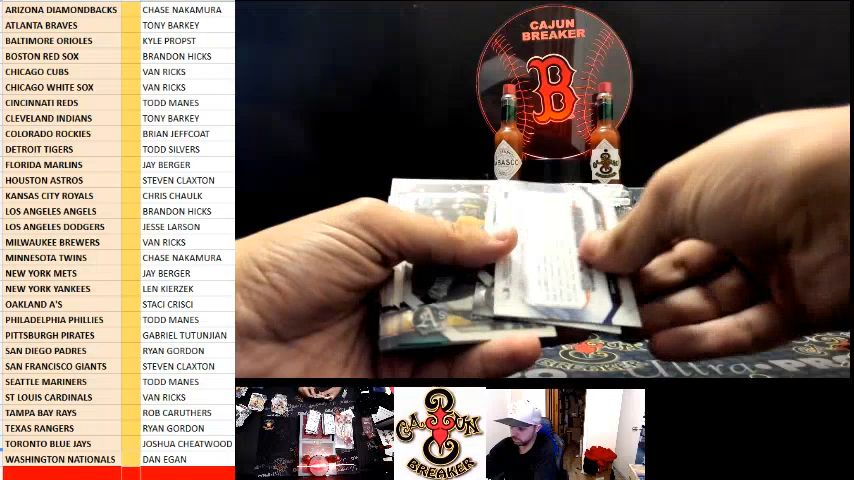 ARIZONA DIAMONDBACKS CHASE NAKAMURA
ATLANTA BRAVES TONY BARKEY
BALTIMORE ORIOLES KYLE PROPST
BOSTON RED SOX BRANDON HICKS
CHICAGO CUBS VAN RICKS
CHICAGO WHITE SOX VAN RICKS
CINCINNATI REDS TODD MANES
CLEVELAND INDIANS TONY BARKEY
COLORADO ROCKIES BRIAN JEFFCOAT
DETROIT TIGERS TODD SILVERS
FLORIDA MARLINS JAY BERGER
HOUSTON ASTROS STEVEN CLAXTON
KANSAS CITY ROYALS CHRIS CHAULK
LOS ANGELES ANGELS BRANDON HICKS
LOS ANGELES DODGERS JESSE LARSON
MILWAUKEE BREWERS VAN RICKS
MINNESOTA TWINS CHASE NAKAMURA
NEW YORK METS JAY BERGER
NEW YORK YANKEES LEN KIERZEK
OAKLAND A'S STACI CRISCI
PHILADELPHIA PHILLIES TODD MANES
PITTSBURGH PIRATES GABRIEL TUTUNJIAN
SAN DIEGO PADRES RYAN GORDON
SAN FRANCISCO GIANTS STEVEN CLAXTON
SEATTLE MARINERS TODD MANES
ST LOUIS CARDINALS VAN RICKS
TAMPA BAY RAYS ROB CARUTHERS
TEXAS RANGERS RYAN GORDON
TORONTO BLUE JAYS JOSHUA CHEATWOOD
WASHINGTON NATIONALS DAN EGAN
CAJUN
BREAKER
B
A's
Ultra
CAJUN
BREAKER